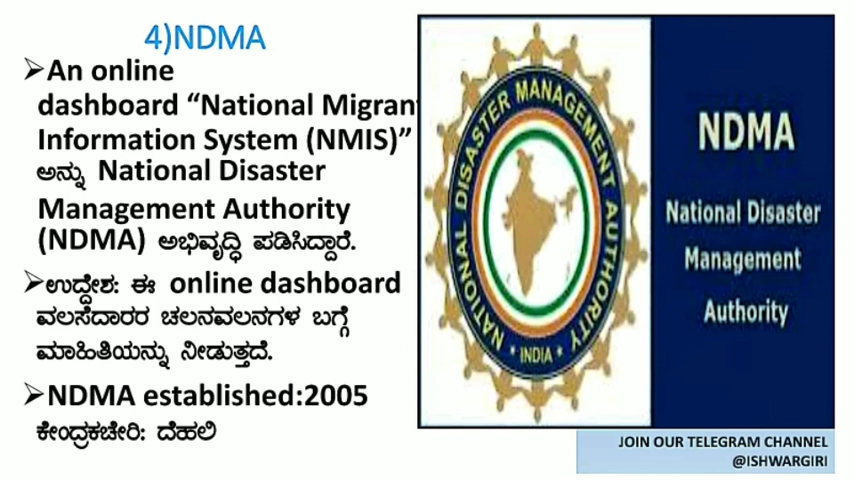 4)NDMA
➢An online
dashboard “National Migrant
Information System (NMIS)”
ಅನ್ನು National Disaster
Management Authority
(NDMA) ಅಭಿವೃದ್ಧಿ ಪಡಿಸಿದ್ದಾರೆ.
➢ಉದ್ದೇಶ: ಈ online dashboard
ವಲಸೆದಾರರ ಚಲನವಲನಗಳ ಬಗ್ಗೆ
ಮಾಹಿತಿಯನ್ನು ನೀಡುತ್ತದೆ.
➢NDMA established:2005
ಕೇಂದ್ರಕಚೇರಿ: ದೆಹಲಿ
NATIONAL DISASTER MANAGEMENT AUTHORITY
* INDIA *
NDMA
National Disaster
Management
Authority
JOIN OUR TELEGRAM CHANNEL
@ISHWARGIRI